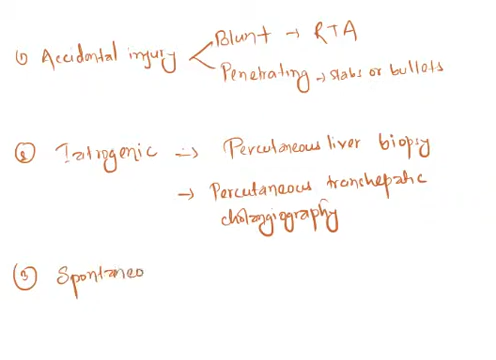 ① Accidental injury
Blunt → RTA
Penetrating → stabs or bullets
② Iatrogenic → Percutaneous liver biopsy
→ Percutaneous transhepatic
cholangiography
③ Spontaneo